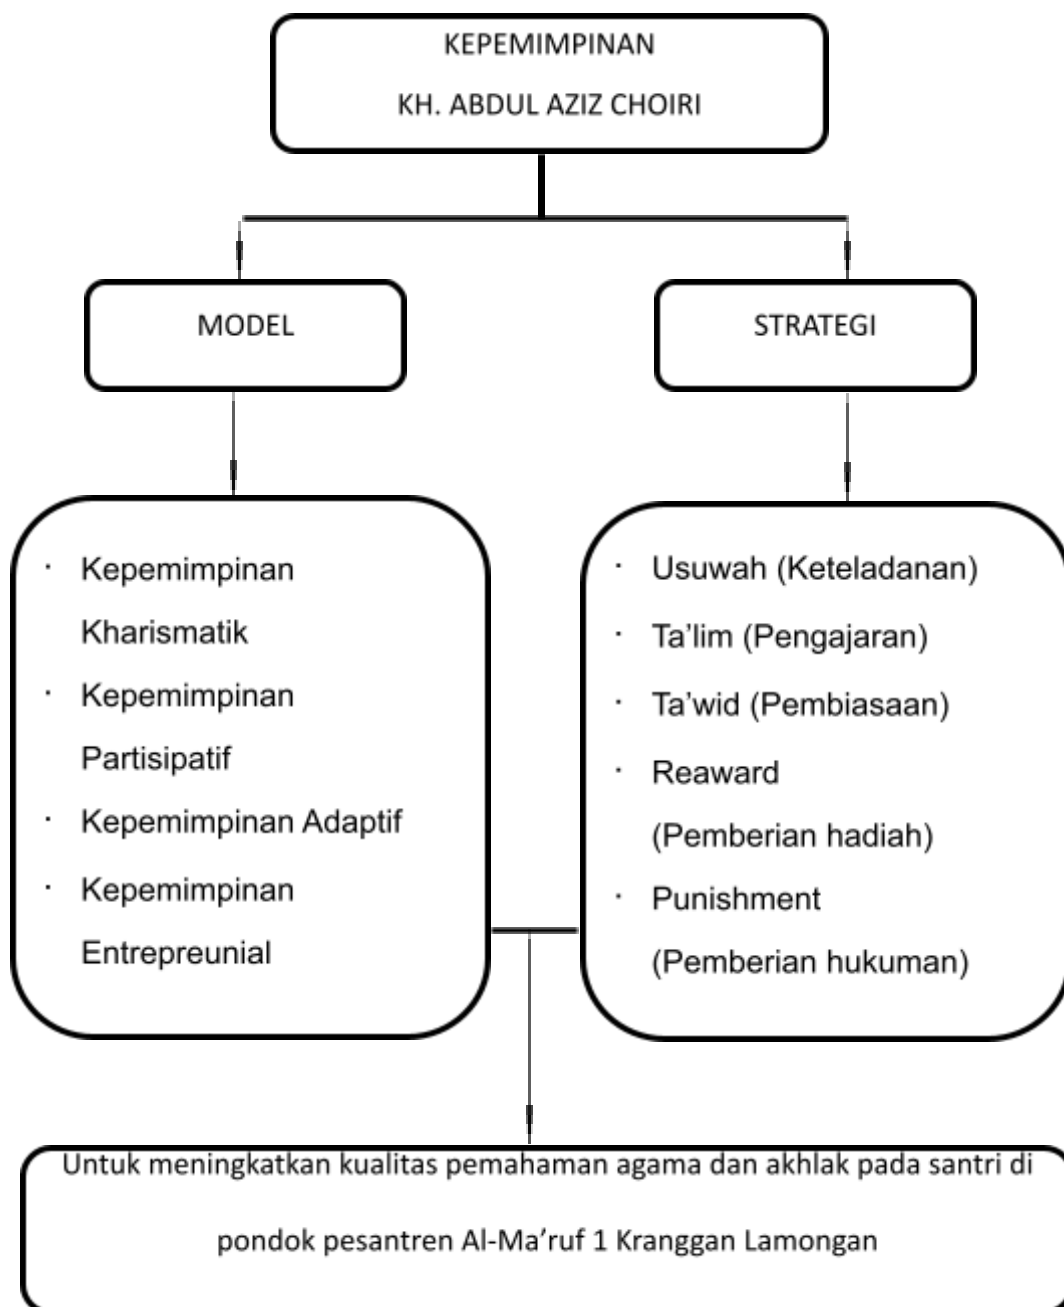 KEPEMIMPINAN
KH. ABDUL AZIZ CHOIRI
MODEL
STRATEGI
· Kepemimpinan
Kharismatik
· Kepemimpinan
Partisipatif
· Kepemimpinan Adaptif
· Kepemimpinan
Entrepreunial
· Usuwah (Keteladanan)
· Ta’lim (Pengajaran)
· Ta’wid (Pembiasaan)
· Reaward
(Pemberian hadiah)
· Punishment
(Pemberian hukuman)
Untuk meningkatkan kualitas pemahaman agama dan akhlak pada santri di
pondok pesantren Al-Ma’ruf 1 Kranggan Lamongan